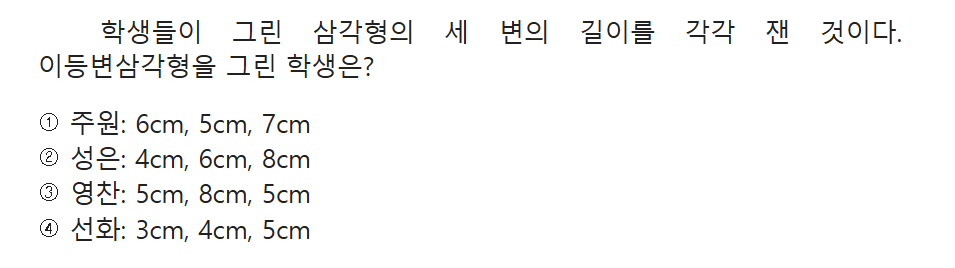 학생들이 그린 삼각형의 세 변의 길이를 각각 잰 것이다.
이등변삼각형을 그린 학생은?
① 주원: 6cm, 5cm, 7cm
② 성은: 4cm, 6cm, 8cm
③ 영찬: 5cm, 8cm, 5cm
④ 선화: 3cm, 4cm, 5cm